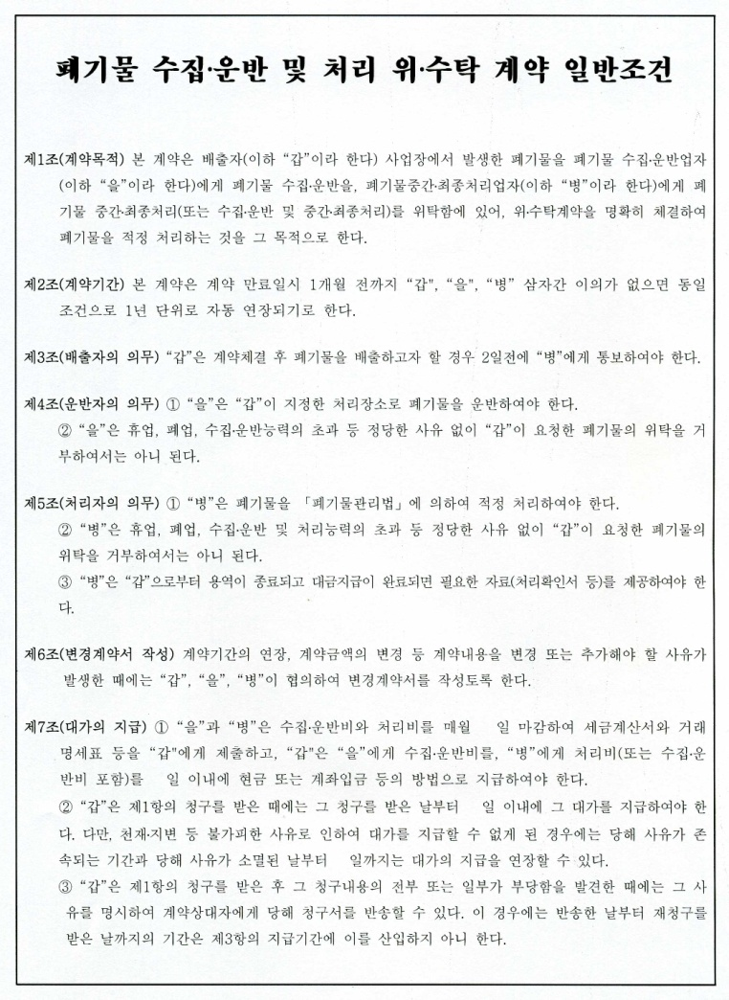 폐기물 수집·운반 및 처리 위·수탁 계약 일반조건
제1조(계약목적) 본 계약은 배출자(이하 “갑”이라 한다) 사업장에서 발생한 폐기물을 폐기물 수집·운반업자
(이하 “을”이라 한다)에게 폐기물 수집·운반을, 폐기물중간·최종처리업자(이하 “병”이라 한다)에게 폐
기물 중간·최종처리(또는 수집·운반 및 중간·최종처리)를 위탁함에 있어, 위·수탁계약을 명확히 체결하여
폐기물을 적정 처리하는 것을 그 목적으로 한다.
제2조(계약기간) 본 계약은 계약 만료일시 1개월 전까지 “갑", “을", “병” 삼자간 이의가 없으면 동일
조건으로 1년 단위로 자동 연장되기로 한다.
제3조(배출자의 의무) “갑”은 계약체결 후 폐기물을 배출하고자 할 경우 2일전에 “병”에게 통보하여야 한다.
제4조(운반자의 의무) ① “을”은 “갑”이 지정한 처리장소로 폐기물을 운반하여야 한다.
② “을”은 휴업, 폐업, 수집·운반능력의 초과 등 정당한 사유 없이 “갑”이 요청한 폐기물의 위탁을 거
부하여서는 아니 된다.
제5조(처리자의 의무) ① “병”은 폐기물을 「폐기물관리법」에 의하여 적정 처리하여야 한다.
② “병”은 휴업, 폐업, 수집·운반 및 처리능력의 초과 등 정당한 사유 없이 “갑”이 요청한 폐기물의
위탁을 거부하여서는 아니 된다.
③ “병”은 “갑”으로부터 용역이 종료되고 대금지급이 완료되면 필요한 자료(처리확인서 등)를 제공하여야 한
다.
제6조(변경계약서 작성) 계약기간의 연장, 계약금액의 변경 등 계약내용을 변경 또는 추가해야 할 사유가
발생한 때에는 “갑”, “을”, “병”이 협의하여 변경계약서를 작성토록 한다.
제7조(대가의 지급) ① “을”과 “병”은 수집·운반비와 처리비를 매월 일 마감하여 세금계산서와 거래
명세표 등을 “갑"에게 제출하고, “갑"은 “을”에게 수집·운반비를, “병”에게 처리비(또는 수집·운
반비 포함)를 일 이내에 현금 또는 계좌입금 등의 방법으로 지급하여야 한다.
② “갑”은 제1항의 청구를 받은 때에는 그 청구를 받은 날부터 일 이내에 그 대가를 지급하여야 한
다. 다만, 천재·지변 등 불가피한 사유로 인하여 대가를 지급할 수 없게 된 경우에는 당해 사유가 존
속되는 기간과 당해 사유가 소멸된 날부터 일까지는 대가의 지급을 연장할 수 있다.
③ “갑”은 제1항의 청구를 받은 후 그 청구내용의 전부 또는 일부가 부당함을 발견한 때에는 그 사
유를 명시하여 계약상대자에게 당해 청구서를 반송할 수 있다. 이 경우에는 반송한 날부터 재청구를
받은 날까지의 기간은 제3항의 지급기간에 이를 산입하지 아니 한다.